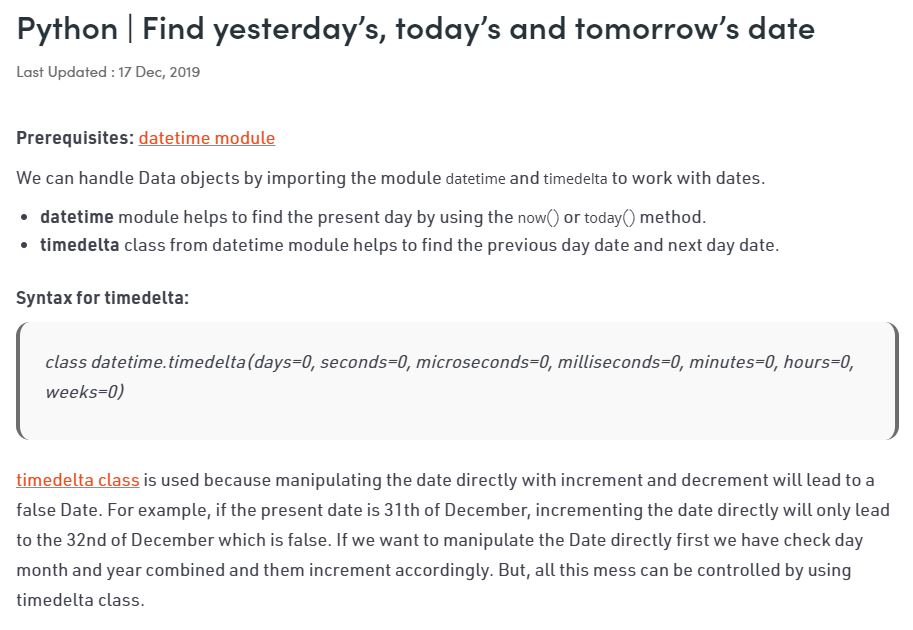 Python | Find yesterday's, today's and tomorrow's date
Last Updated : 17 Dec, 2019
Prerequisites: datetime module
We can handle Data objects by importing the module datetime and timedelta to work with dates.
• datetime module helps to find the present day by using the now() or today() method.
• timedelta class from datetime module helps to find the previous day date and next day date.
Syntax for timedelta:
class datetime.timedelta(days=0, seconds=0, microseconds=0, milliseconds=0, minutes=0, hours=0,
weeks=0)
timedelta class is used because manipulating the date directly with increment and decrement will lead to a
false Date. For example, if the present date is 31th of December, incrementing the date directly will only lead
to the 32nd of December which is false. If we want to manipulate the Date directly first we have check day
month and year combined and them increment accordingly. But, all this mess can be controlled by using
timedelta class.